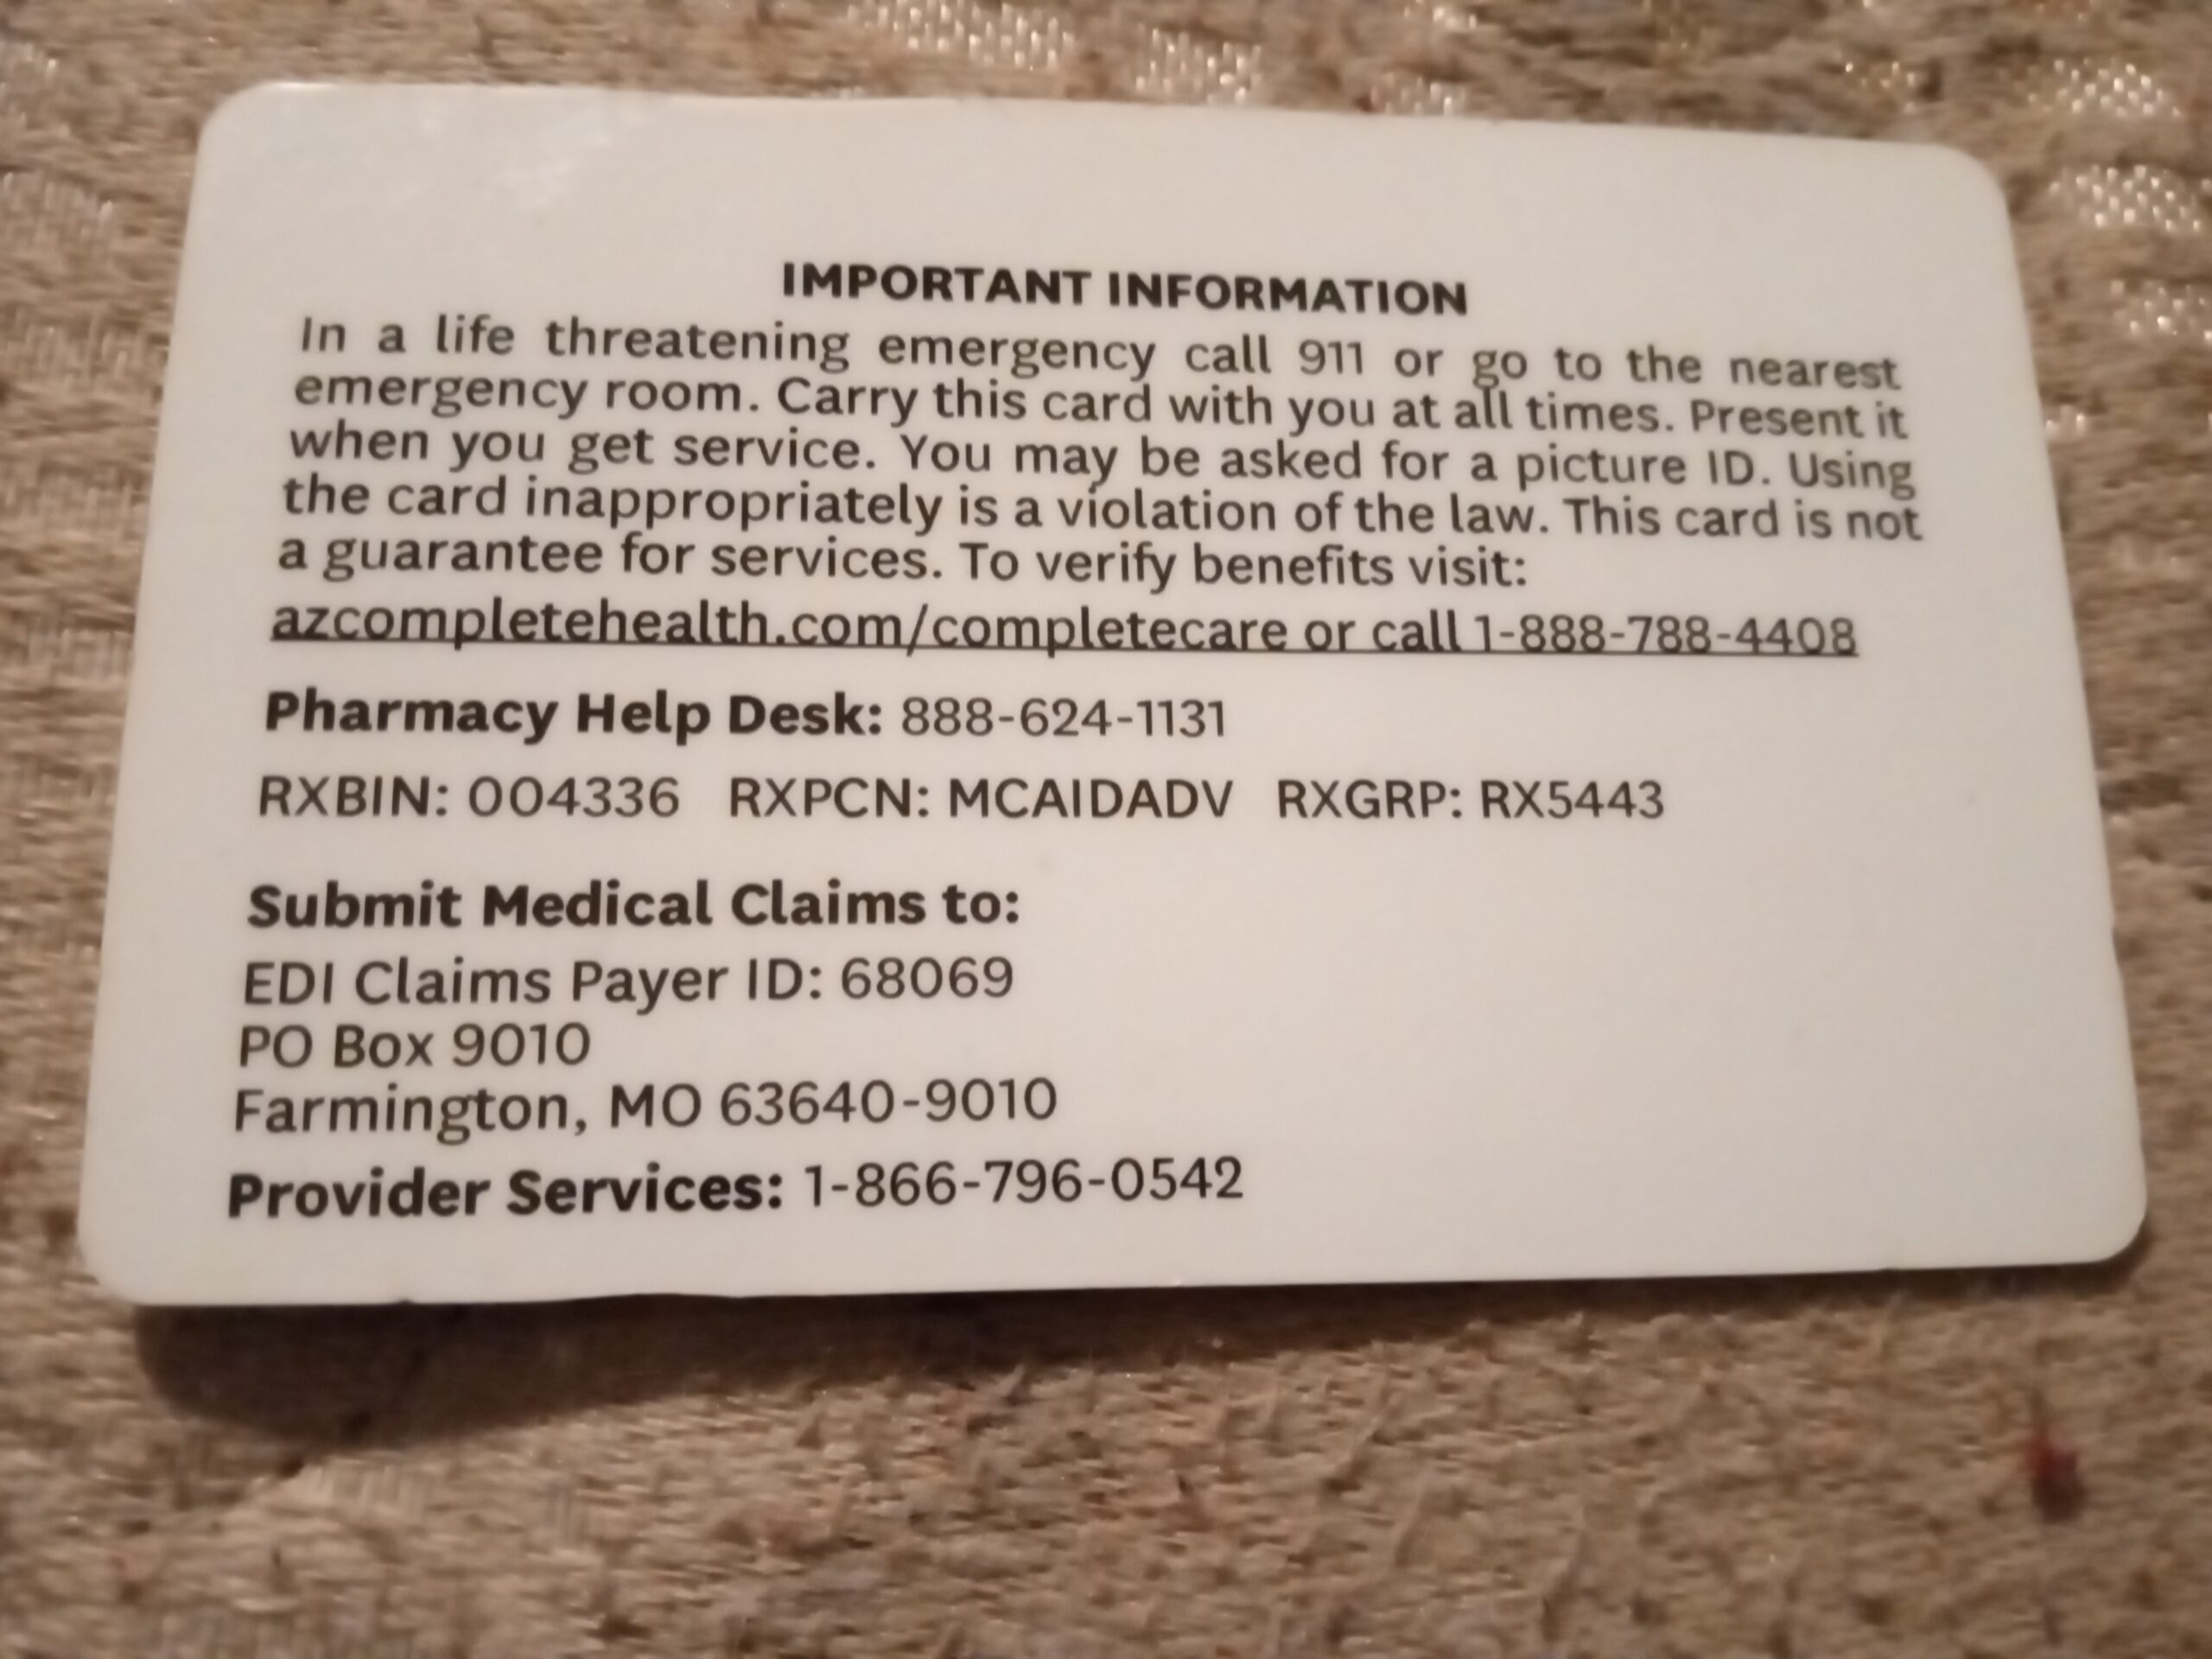 IMPORTANT INFORMATION
In a life threatening emergency call 911 or go to the nearest
emergency room. Carry this card with you at all times. Present it
when you get service. You may be asked for a picture ID. Using
the card inappropriately is a violation of the law. This card is not
a guarantee for services. To verify benefits visit:
azcompletehealth.com/completecare or call 1-888-788-4408
Pharmacy Help Desk: 888-624-1131
RXBIN: 004336 RXPCN: MCAIDADV RXGRP: RX5443
Submit Medical Claims to:
EDI Claims Payer ID: 68069
PO Box 9010
Farmington, MO 63640-9010
Provider Services: 1-866-796-0542